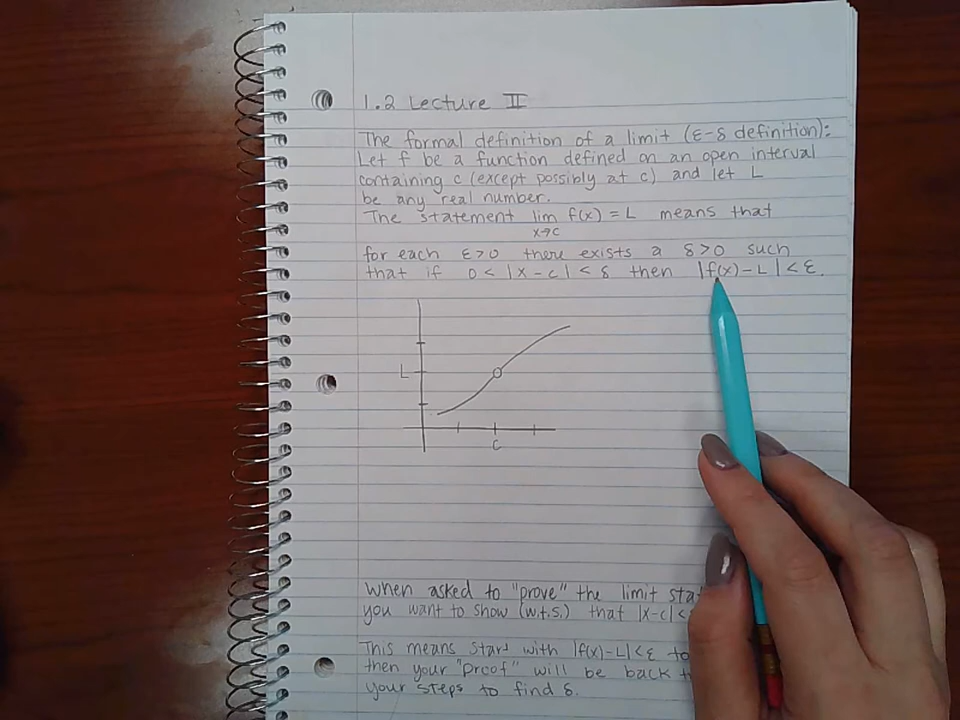 1.2 Lecture II
The formal definition of a limit (ε-δ definition):
Let f be a function defined on an open interval
containing c (except possibly at c) and let L
be any real number.
The statement lim f(x) = L means that
x→c
for each ε>0 there exists a δ>0 such
that if 0 < |x-c| < δ then |f(x)-L| < ε.
L
c
When asked to "prove" the limit
you want to show (w.t.s.) that |x-c|<
This means start with |f(x)-L|<ε to
then your "proof" will be back
your steps to find δ.